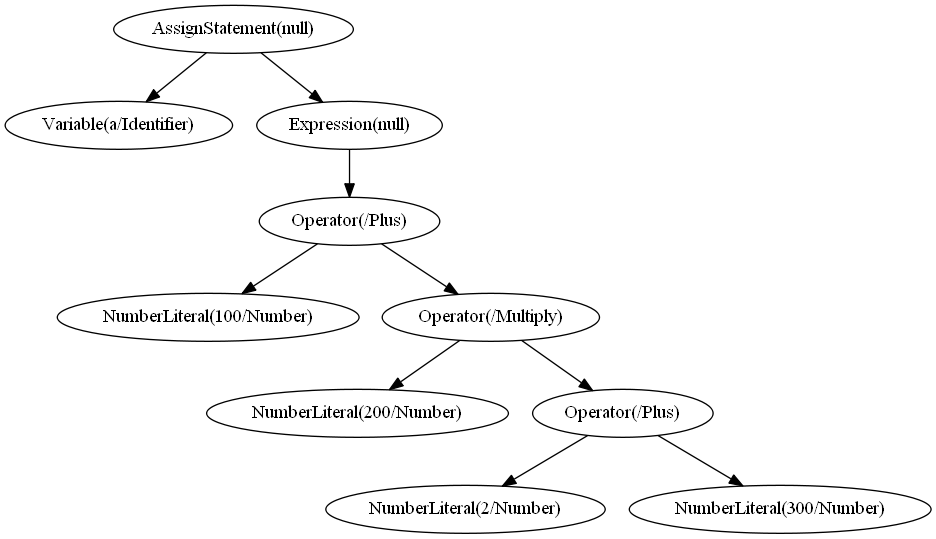 AssignStatement(null)
Variable(a/Identifier)
Expression(null)
Operator(/Plus)
NumberLiteral(100/Number)
Operator(/Multiply)
NumberLiteral(200/Number)
Operator(/Plus)
NumberLiteral(2/Number)
NumberLiteral(300/Number)